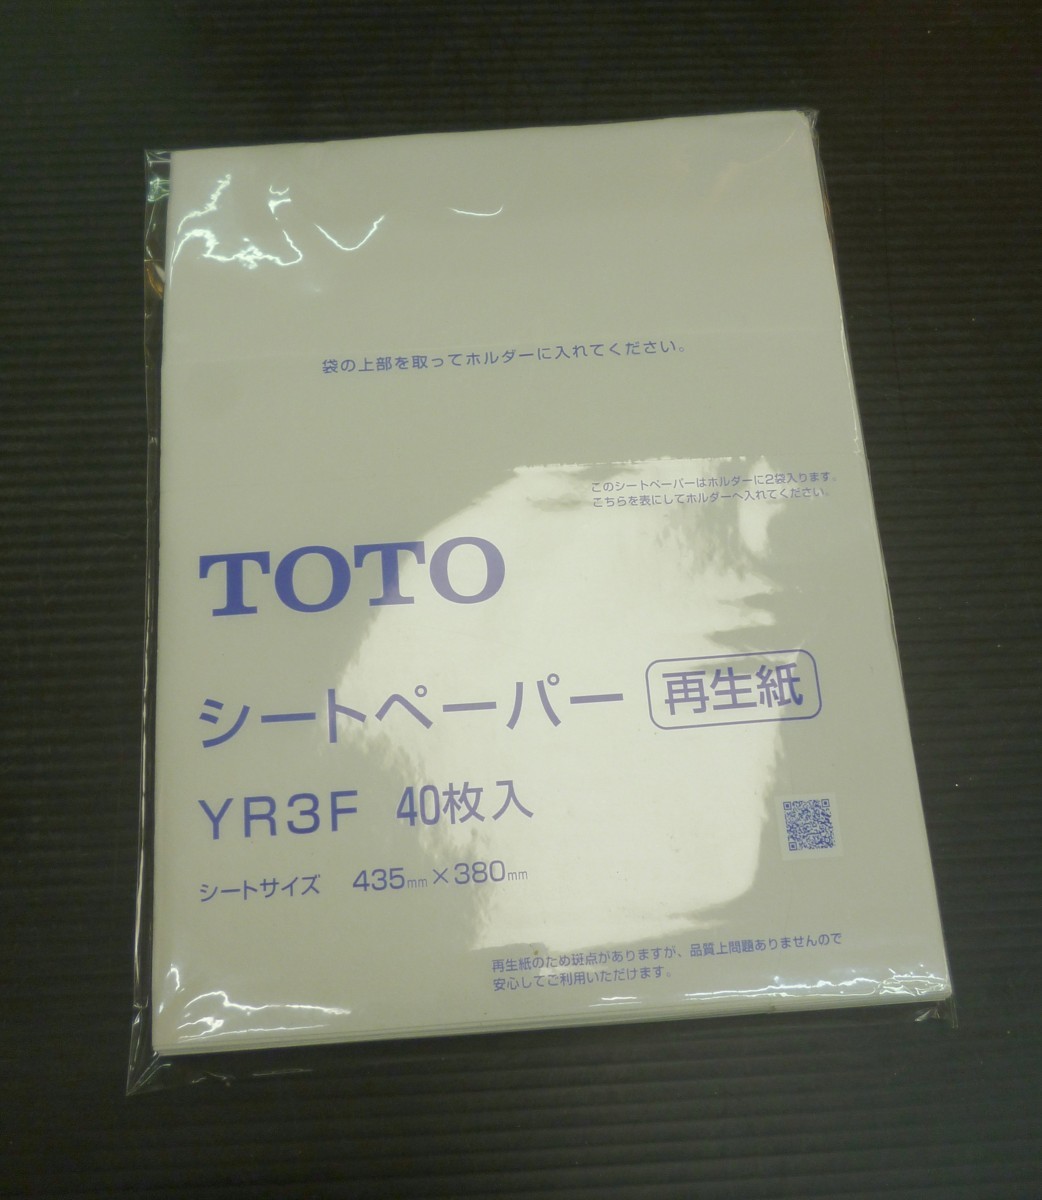 袋の上部を取ってホルダーに入れてください。
このシートペーパーはホルダーに2袋入ります。
こちらを表にしてホルダーへ入れてください。
TOTO
シートペーパー 再生紙
YR3F 40枚入
シートサイズ 435mm×380mm
再生紙のため斑点がありますが、品質上問題ありませんので
安心してご利用いただけます。